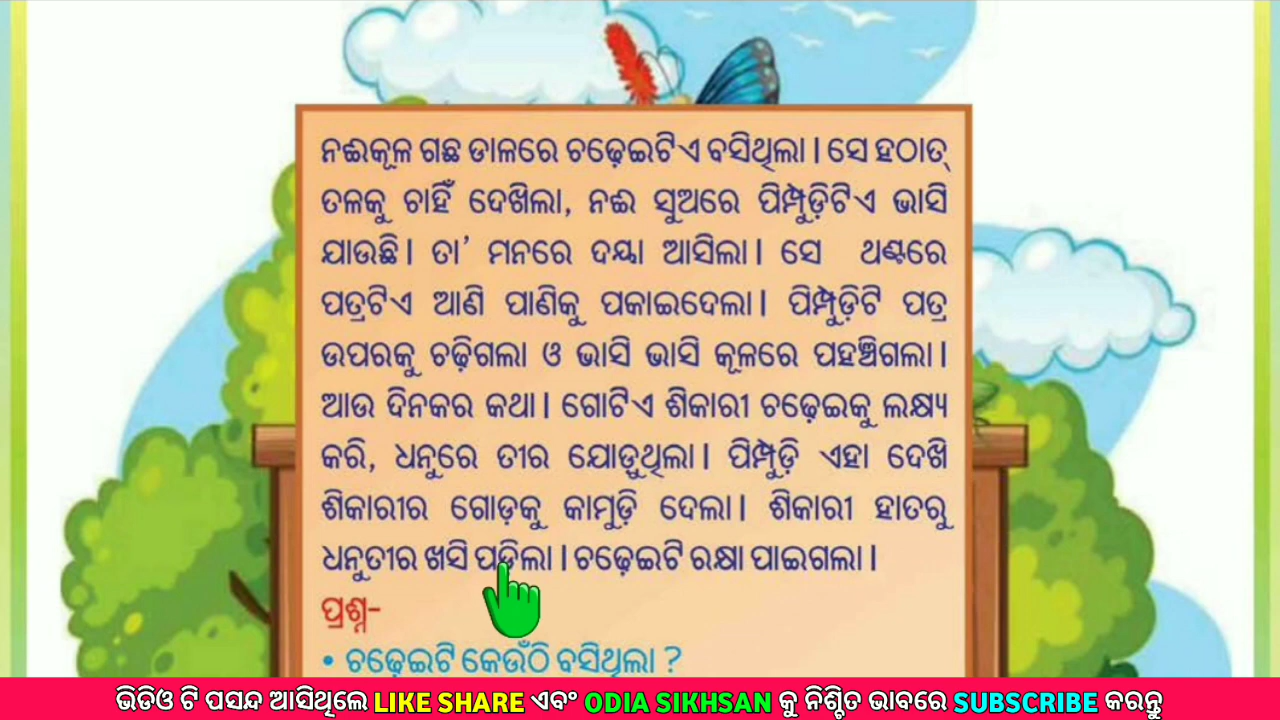 ନଈକୂଳ ଗଛ ଡାଳରେ ଚଢ଼େଇଟିଏ ବସିଥିଲା । ସେ ହଠାତ୍
ତଳକୁ ଚାହିଁ ଦେଖିଲା, ନଈ ସୁଅରେ ପିମ୍ପୁଡ଼ିଟିଏ ଭାସି
ଯାଉଛି। ତା’ ମନରେ ଦୟା ଆସିଲା। ସେ ଥଣ୍ଟରେ
ପତ୍ରଟିଏ ଆଣି ପାଣିକୁ ପକାଇଦେଲା। ପିମ୍ପୁଡ଼ିଟି ପତ୍ର
ଉପରକୁ ଚଢ଼ିଗଲା ଓ ଭାସି ଭାସି କୂଳରେ ପହଞ୍ଚିଗଲା।
ଆଉ ଦିନକର କଥା। ଗୋଟିଏ ଶିକାରୀ ଚଢ଼େଇକୁ ଲକ୍ଷ୍ୟ
କରି, ଧନୁରେ ତୀର ଯୋଡୁଥିଲା। ପିମ୍ପୁଡ଼ି ଏହା ଦେଖି
ଶିକାରୀର ଗୋଡ଼କୁ କାମୁଡ଼ି ଦେଲା। ଶିକାରୀ ହାତରୁ
ଧନୁତୀର ଖସି ପଡ଼ିଲା । ଚଢ଼େଇଟି ରକ୍ଷା ପାଇଗଲା ।
ପ୍ରଶ୍ନ-
• ଚଢ଼େଇଟି କେଉଁଠି ବସିଥିଲା ?
ଭିଡିଓ ଟି ପସନ୍ଦ ଆସିଥିଲେ LIKE SHARE ଏବଂ ODIA SIKHSAN କୁ ନିଶ୍ଚିତ ଭାବରେ SUBSCRIBE କରନ୍ତୁ